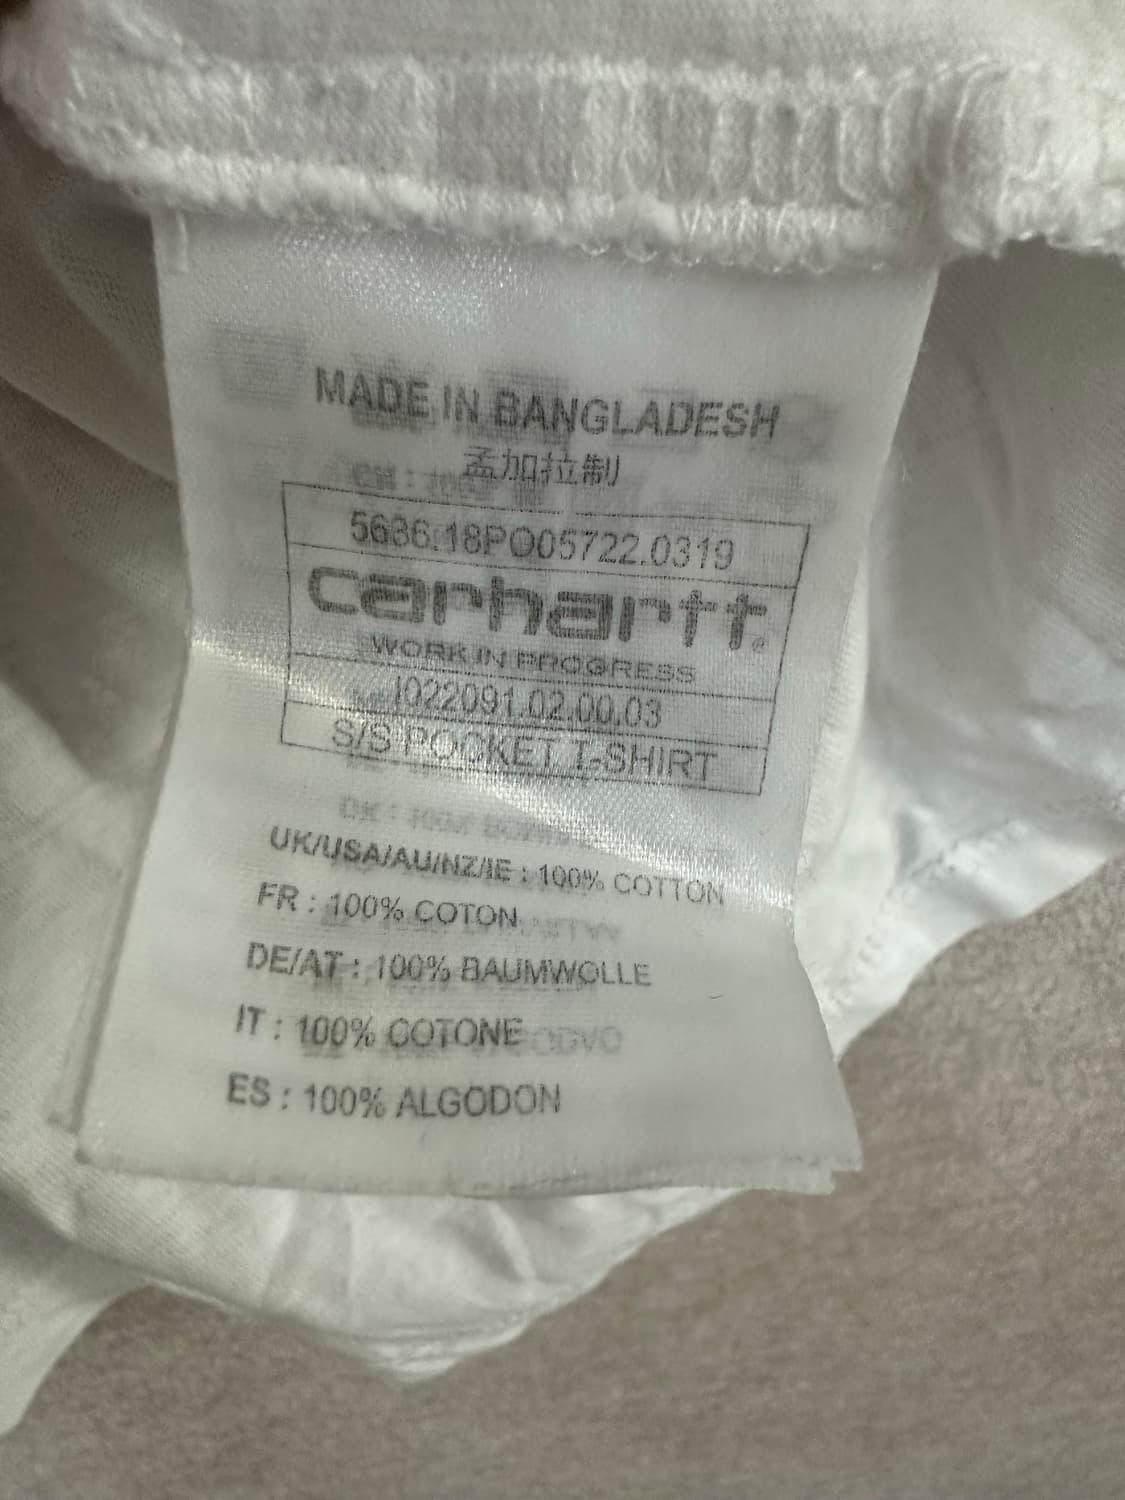 MADE IN BANGLADESH
孟加拉制
5636.18PO05722.0319
carhartt®
WORK IN PROGRESS
I022091.02.00.03
S/S POCKET T-SHIRT
UK/USA/AU/NZ/IE : 100% COTTON
FR : 100% COTON
DE/AT : 100% BAUMWOLLE
IT : 100% COTONE
ES : 100% ALGODON